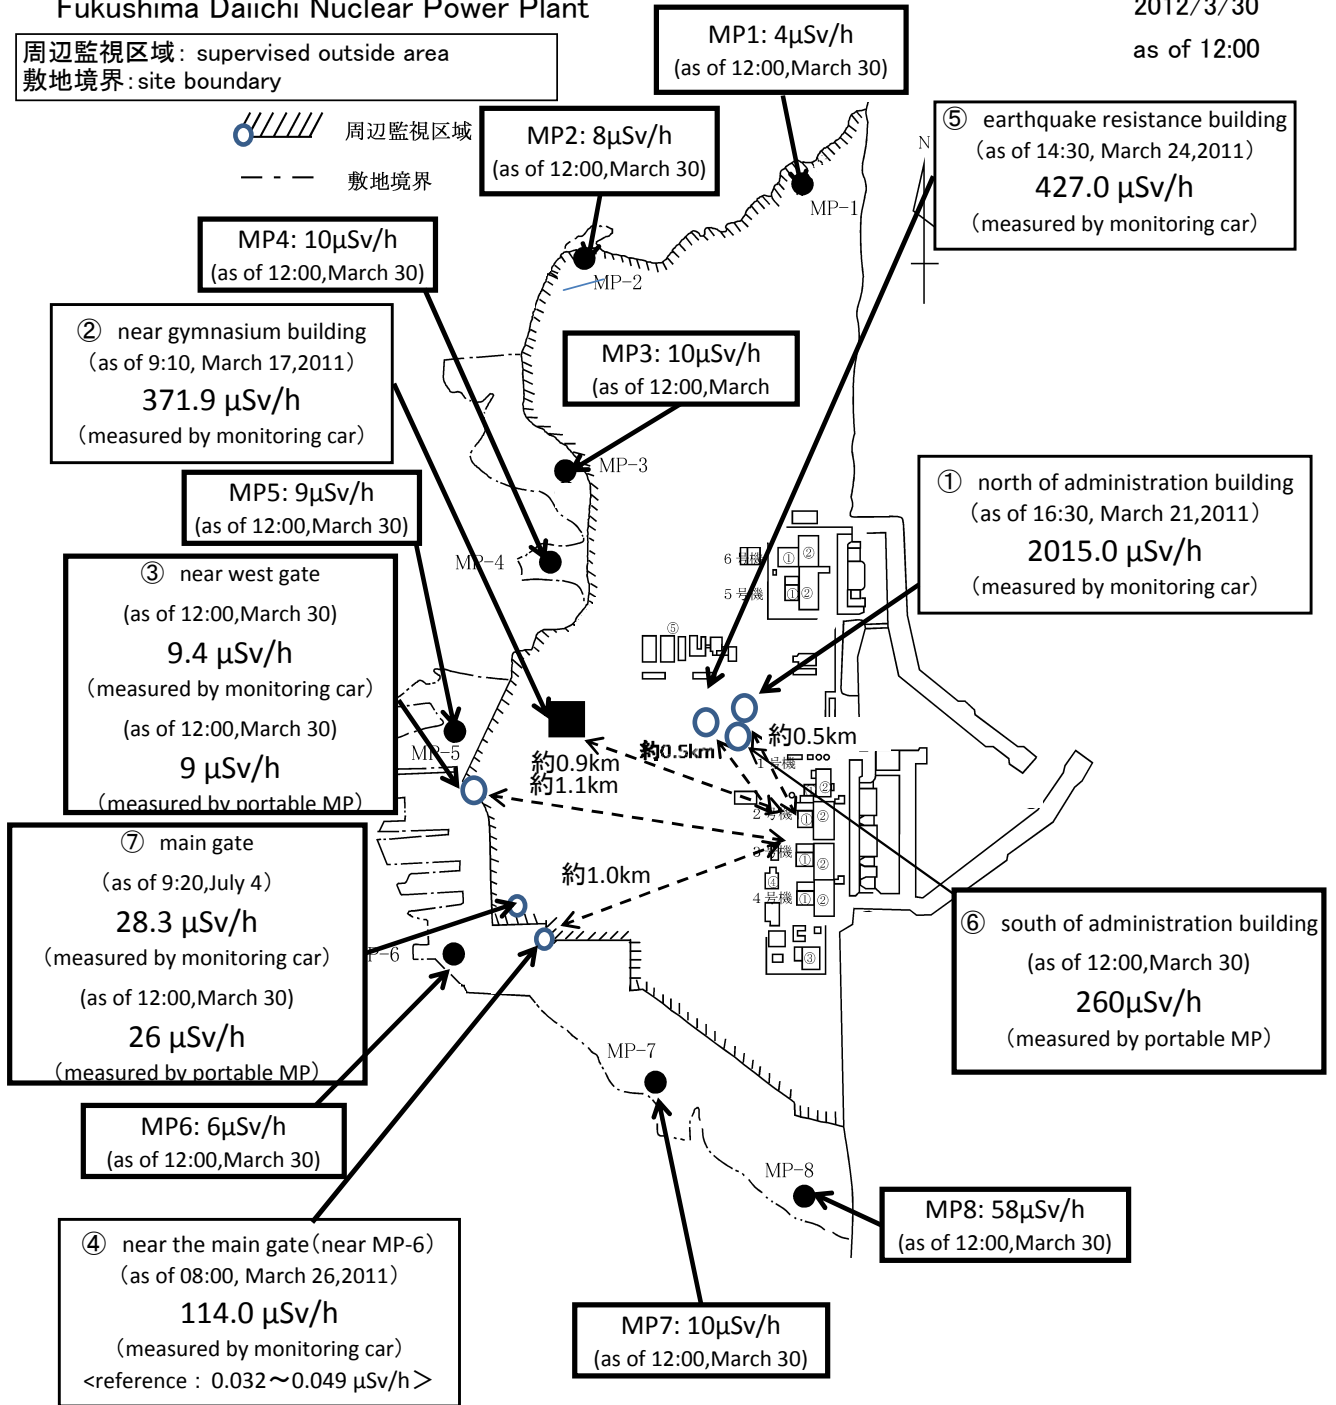 Fukushima Daiichi Nuclear Power Plant
2012/3/30
as of 12:00
周辺監視区域: supervised outside area
敷地境界:site boundary
周辺監視区域
敷地境界
MP1: 4μSv/h
(as of 12:00,March 30)
MP2: 8μSv/h
(as of 12:00,March 30)
⑤ earthquake resistance building
(as of 14:30, March 24,2011)
427.0 μSv/h
(measured by monitoring car)
N
MP-1
MP4: 10μSv/h
(as of 12:00,March 30)
MP-2
② near gymnasium building
(as of 9:10, March 17,2011)
371.9 μSv/h
(measured by monitoring car)
MP3: 10μSv/h
(as of 12:00,March
MP-3
MP5: 9μSv/h
(as of 12:00,March 30)
① north of administration building
(as of 16:30, March 21,2011)
2015.0 μSv/h
(measured by monitoring car)
MP-4
③ near west gate
(as of 12:00,March 30)
9.4 μSv/h
(measured by monitoring car)
(as of 12:00,March 30)
9 μSv/h
(measured by portable MP)
6号機
① ②
5号機
① ②
⑤
MP-5
約0.9km
約1.1km
約0.5km
約0.5km
1号機
②
2号機
① ②
3号機
① ②
④
4号機
① ②
③
約1.0km
⑦ main gate
(as of 9:20,July 4)
28.3 μSv/h
(measured by monitoring car)
(as of 12:00,March 30)
26 μSv/h
(measured by portable MP)
P-6
⑥ south of administration building
(as of 12:00,March 30)
260μSv/h
(measured by portable MP)
MP-7
MP6: 6μSv/h
(as of 12:00,March 30)
MP-8
MP8: 58μSv/h
(as of 12:00,March 30)
④ near the main gate(near MP-6)
(as of 08:00, March 26,2011)
114.0 μSv/h
(measured by monitoring car)
<reference : 0.032～0.049 μSv/h＞
MP7: 10μSv/h
(as of 12:00,March 30)